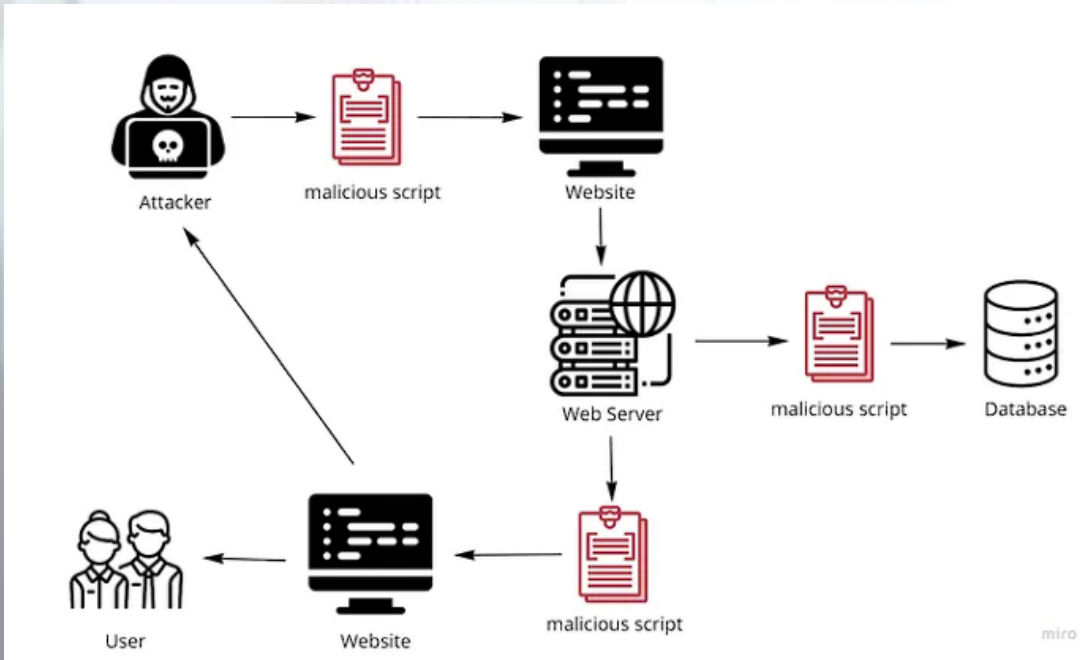 Attacker
malicious script
Website
Web Server
malicious script
Database
User
Website
malicious script
miro